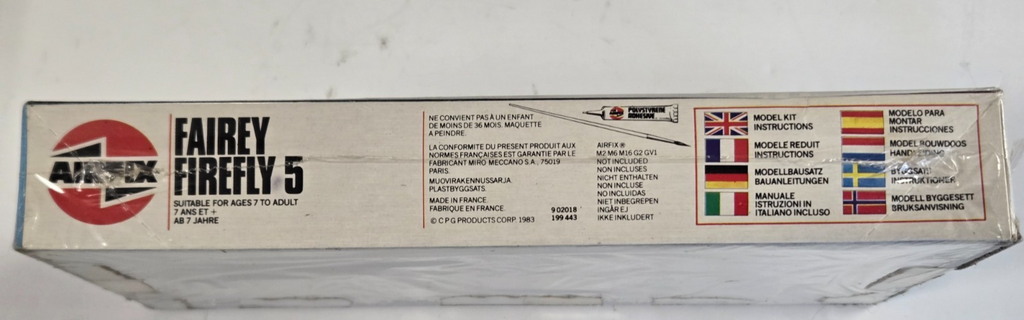 AIRFIX
FAIREY
FIREFLY 5
SUITABLE FOR AGES 7 TO ADULT
7 ANS ET +
AB 7 JAHRE
NE CONVIENT PAS À UN ENFANT
DE MOINS DE 36 MOIS. MAQUETTE
A PEINDRE.
LA CONFORMITE DU PRESENT PRODUIT AUX
NORMES FRANÇAISES EST GARANTIE PAR LE
FABRICANT MIRO MECCANO S.A. 75019
PARIS.
MUOVIRAKENNUSSARJA.
PLASTBYGGSATS.
MADE IN FRANCE.
FABRIQUE EN FRANCE.
© C P G PRODUCTS CORP. 1983
9 02018
199 443
POLYSTYRENE
ADHESIVE
AIRFIX ®
M2 M6 M16 G2 GV1
NOT INCLUDED
NON INCLUSES
NICHT ENTHALTEN
NON INCLUSE
NO INCLUIDAS
NIET INBEGREPEN
INGÅR EJ
IKKE INKLUDERT
MODEL KIT
INSTRUCTIONS
MODELE REDUIT
INSTRUCTIONS
MODELLBAUSATZ
BAUANLEITUNGEN
MANUALE
ISTRUZIONI IN
ITALIANO INCLUSO
MODELO PARA
MONTAR
INSTRUCCIONES
MODEL BOUWDOOS
HANDLEIDING
BYGGSATS
INSTRUKTIONER
MODELL BYGGESETT
BRUKSANVISNING